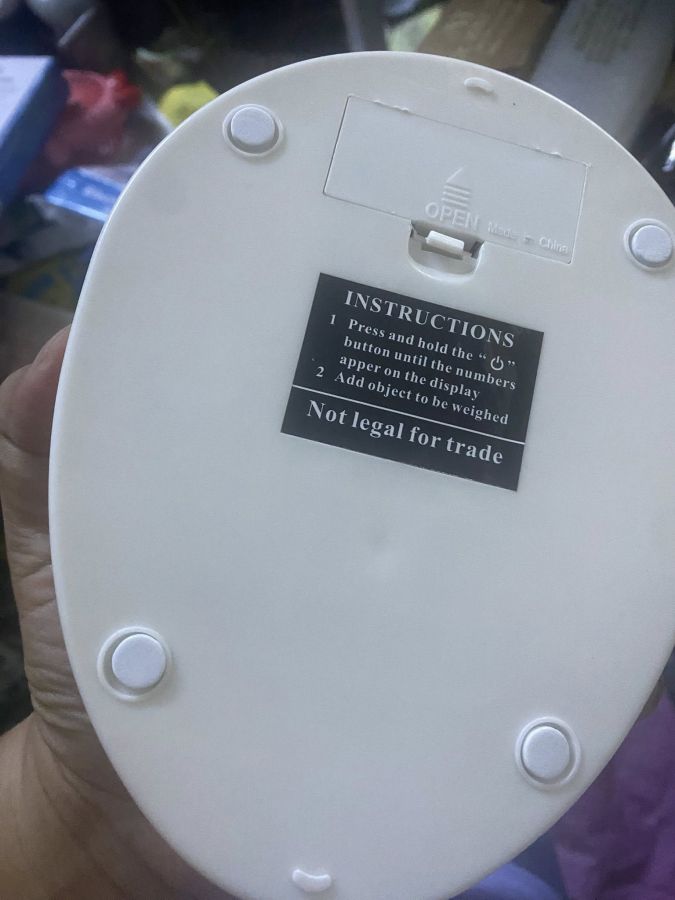 OPEN
Made in China
INSTRUCTIONS
1 Press and hold the “⏻”
button until the numbers
apper on the display
2 Add object to be weighed
Not legal for trade